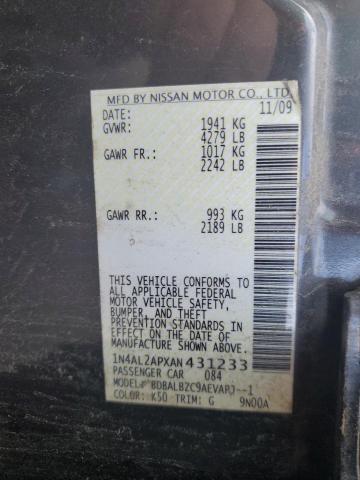 MFD BY NISSAN MOTOR CO., LTD.
DATE: 11/09
GVWR: 1941 KG
4279 LB
GAWR FR.: 1017 KG
2242 LB
GAWR RR.: 993 KG
2189 LB
THIS VEHICLE CONFORMS TO
ALL APPLICABLE FEDERAL
MOTOR VEHICLE SAFETY,
BUMPER, AND THEFT
PREVENTION STANDARDS
IN EFFECT ON THE DATE
OF MANUFACTURE SHOWN
ABOVE.
1N4AL2APXAN431233
PASSENGER CAR 084
MODEL# BDBALBZC9AEVAPJ--1
COLOR: K50 TRIM: G 9N00A